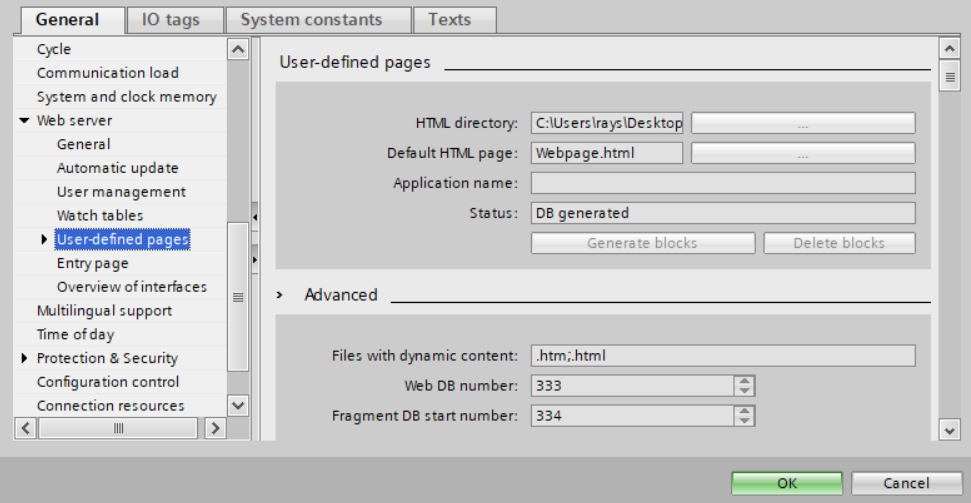 General IO tags System constants Texts
Cycle
Communication load
System and clock memory
Web server
General
Automatic update
User management
Watch tables
User-defined pages
Entry page
Overview of interfaces
Multilingual support
Time of day
Protection & Security
Configuration control
Connection resources
User-defined pages
HTML directory: C:\Users\rays\Desktop ...
Default HTML page: Webpage.html ...
Application name:
Status: DB generated
Generate blocks Delete blocks
Advanced
Files with dynamic content: .htm;.html
Web DB number: 333
Fragment DB start number: 334
OK Cancel